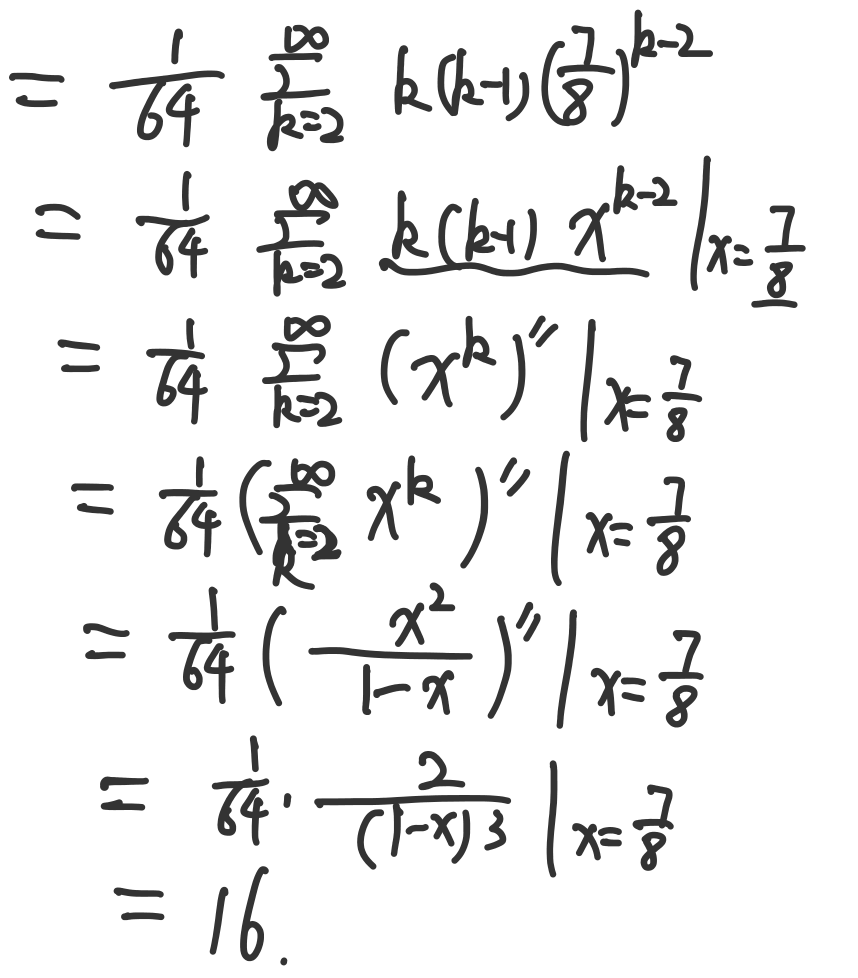 = \frac{1}{64} \sum_{k=2}^{\infty} k(k-1)\left(\frac{7}{8}\right)^{k-2}
= \frac{1}{64} \sum_{k=2}^{\infty} \underline{k(k-1) x^{k-2}} \Big|_{x=\underline{\frac{7}{8}}}
= \frac{1}{64} \sum_{k=2}^{\infty} (x^k)'' \Big|_{x=\frac{7}{8}}
= \frac{1}{64} \left(\sum_{k=2}^{\infty} x^k\right)'' \Big|_{x=\frac{7}{8}}
= \frac{1}{64} \left(\frac{x^2}{1-x}\right)'' \Big|_{x=\frac{7}{8}}
= \frac{1}{64} \cdot \frac{2}{(1-x)^3} \Big|_{x=\frac{7}{8}}
= 16.